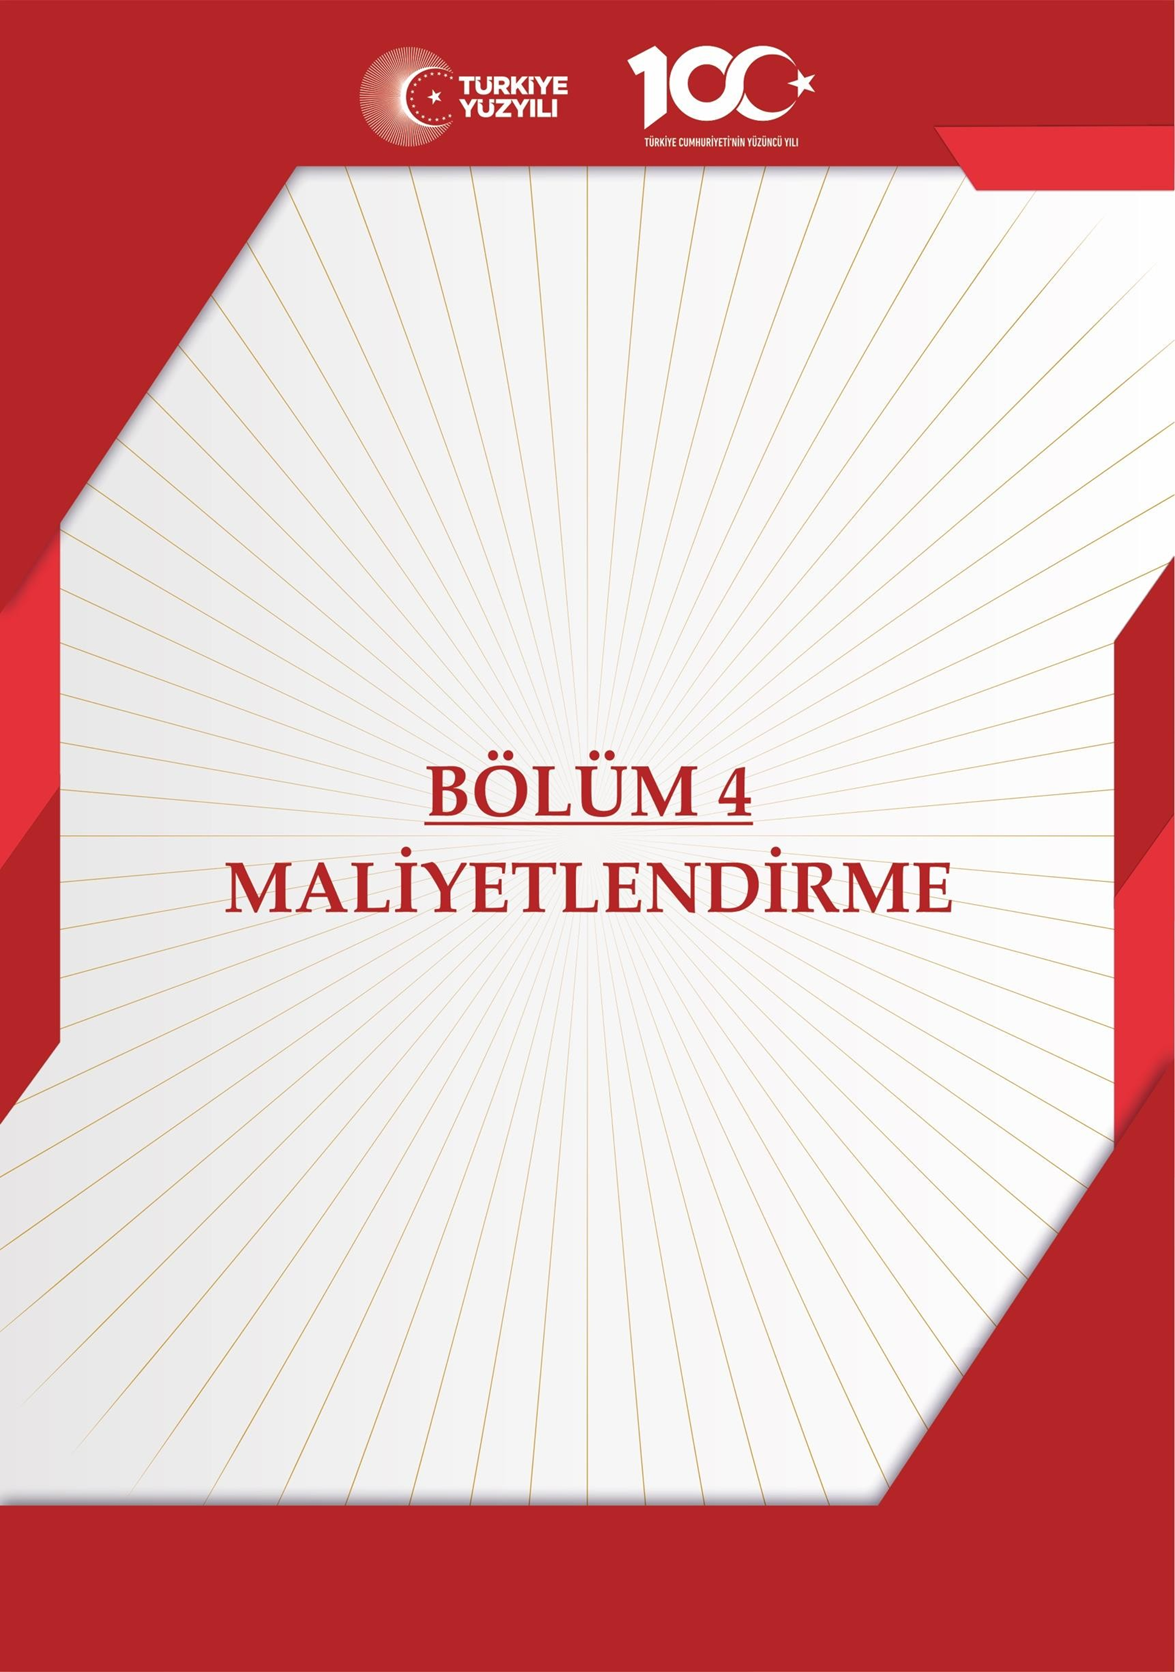 TÜRKİYE
YÜZYILI
100
TÜRKİYE CUMHURİYETİ'NİN YÜZÜNCÜ YILI
BÖLÜM 4
MALİYETLENDİRME